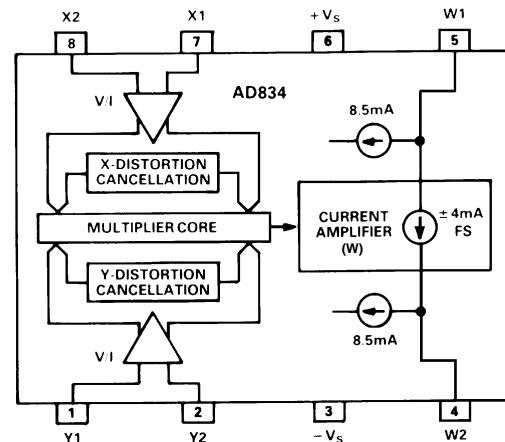 X2 X1 + VS W1
8 7 6 5
AD834
V/I
8.5mA
X-DISTORTION
CANCELLATION
MULTIPLIER CORE
CURRENT
AMPLIFIER
(W)
± 4mA
FS
Y-DISTORTION
CANCELLATION
V/I
8.5mA
1 2 3 4
Y1 Y2 − VS W2